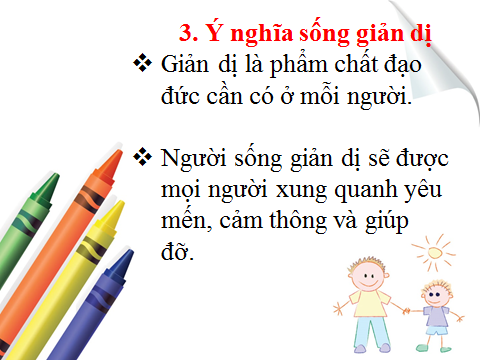 3. Ý nghĩa sống giản dị
❖ Giản dị là phẩm chất đạo
đức cần có ở mỗi người.
❖ Người sống giản dị sẽ được
mọi người xung quanh yêu
mến, cảm thông và giúp
đỡ.